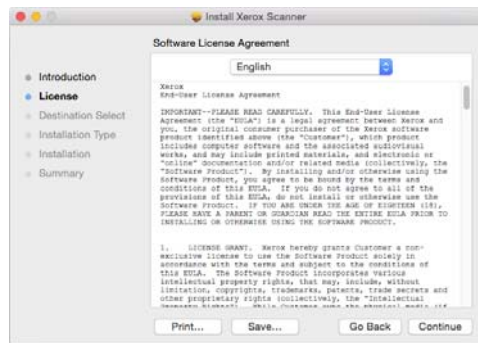 Install Xerox Scanner
Software License Agreement
English
Introduction
License
Destination Select
Installation Type
Installation
Summary
Xerox
End-User License Agreement
IMPORTANT--PLEASE READ CAREFULLY. This End-User License
Agreement (the "EULA") is a legal agreement between Xerox and
you, the original consumer purchaser of the Xerox software
product identified above (the "Customer"), which product
includes computer software and the associated audiovisual
works, and may include printed materials, and electronic or
"online" documentation and/or related media (collectively, the
"Software Product"). By installing and/or otherwise using the
Software Product, you agree to be bound by the terms and
conditions of this EULA. If you do not agree to all of the
provisions of this EULA, do not install or otherwise use the
Software Product. IF YOU ARE UNDER THE AGE OF EIGHTEEN (18),
PLEASE HAVE A PARENT OR GUARDIAN READ THE ENTIRE EULA PRIOR TO
INSTALLING OR OTHERWISE USING THE SOFTWARE PRODUCT.
1. LICENSE GRANT. Xerox hereby grants Customer a non-
exclusive license to use the Software Product solely in
accordance with the terms and subject to the conditions of
this EULA. The Software Product incorporates various
intellectual property rights, that may, include, without
limitation, copyrights, trademarks, patents, trade secrets and
other proprietary rights (collectively, the "Intellectual
Print...
Save...
Go Back
Continue